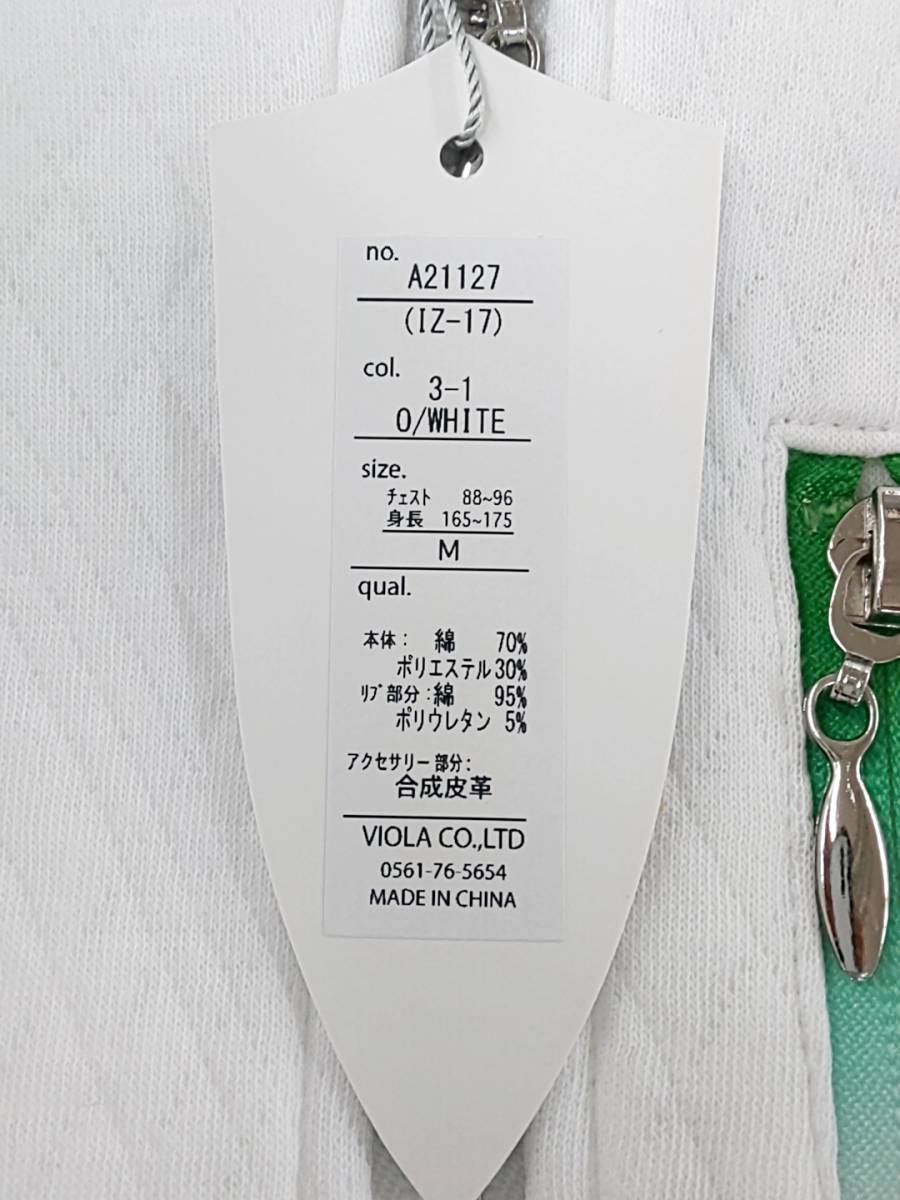 no.
A21127
(IZ-17)
col.
3-1
O/WHITE
size.
ﾁｪｽﾄ 88~96
身長 165~175
M
qual.
本体: 綿 70%
ポリエステル30%
ﾘﾌﾞ部分:綿 95%
ポリウレタン 5%
アクセサリー部分:
合成皮革
VIOLA CO.,LTD
0561-76-5654
MADE IN CHINA